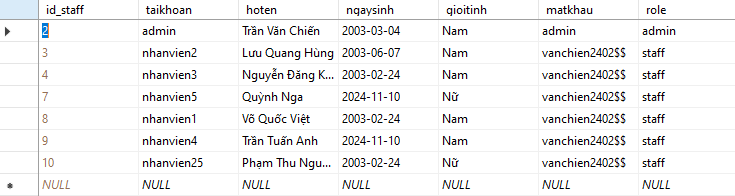 id_staff taikhoan hoten ngaysinh gioitinh matkhau role
2 admin Trần Văn Chiến 2003-03-04 Nam admin admin
3 nhanvien2 Lưu Quang Hùng 2003-06-07 Nam vanchien2402$$ staff
4 nhanvien3 Nguyễn Đăng K... 2003-02-24 Nam vanchien2402$$ staff
7 nhanvien5 Quỳnh Nga 2024-11-10 Nữ vanchien2402$$ staff
8 nhanvien1 Võ Quốc Việt 2003-02-24 Nam vanchien2402$$ staff
9 nhanvien4 Trần Tuấn Anh 2024-11-10 Nam vanchien2402$$ staff
10 nhanvien25 Phạm Thu Ngu... 2003-02-24 Nữ vanchien2402$$ staff
NULL NULL NULL NULL NULL NULL NULL